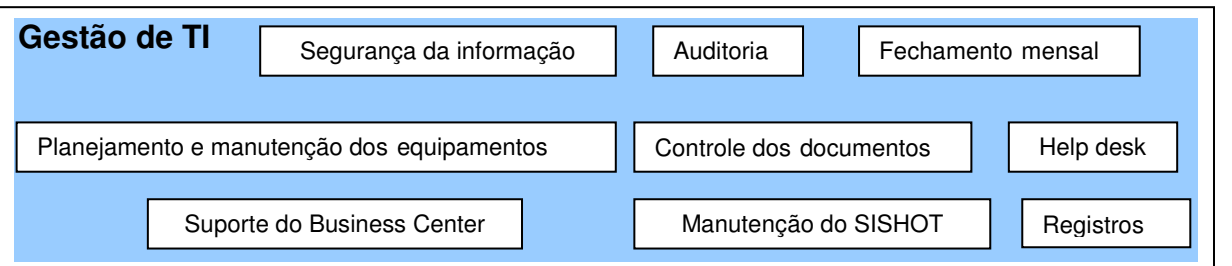 Gestão de TI
Segurança da informação
Auditoria
Fechamento mensal
Planejamento e manutenção dos equipamentos
Controle dos documentos
Help desk
Suporte do Business Center
Manutenção do SISHOT
Registros